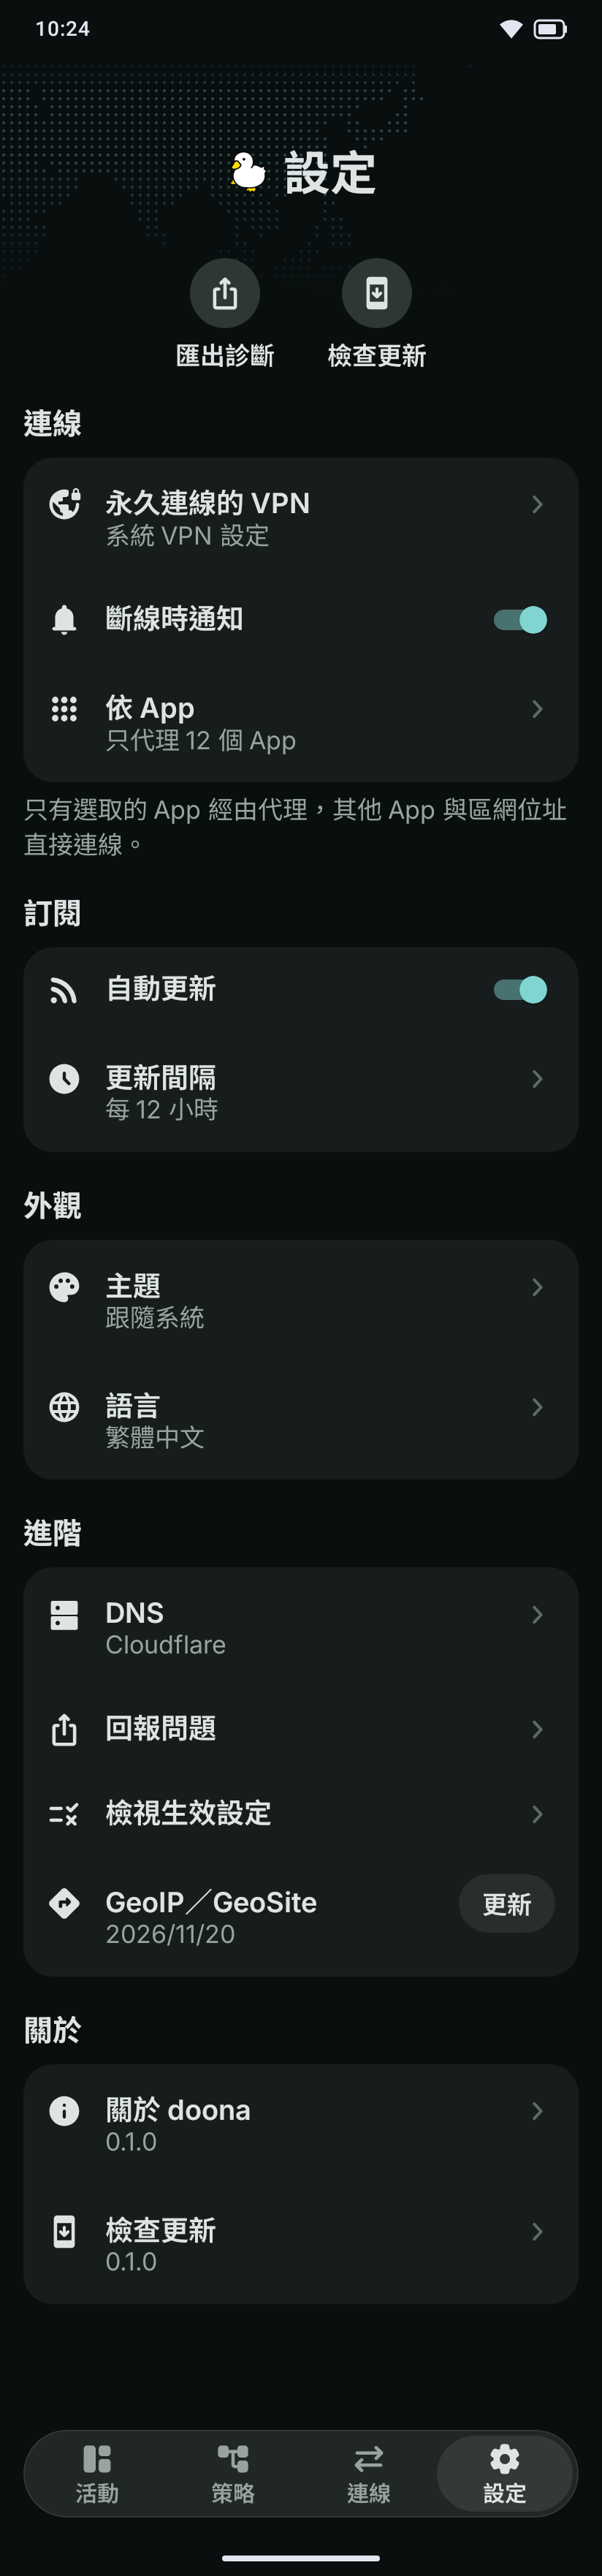 10:24
設定
匯出診斷
檢查更新
連線
永久連線的 VPN
系統 VPN 設定
斷線時通知
依 App
只代理 12 個 App
只有選取的 App 經由代理，其他 App 與區網位址
直接連線。
訂閱
自動更新
更新間隔
每 12 小時
外觀
主題
跟隨系統
語言
繁體中文
進階
DNS
Cloudflare
回報問題
檢視生效設定
GeoIP／GeoSite
2026/11/20
更新
關於
關於 doona
0.1.0
檢查更新
0.1.0
活動
策略
連線
設定